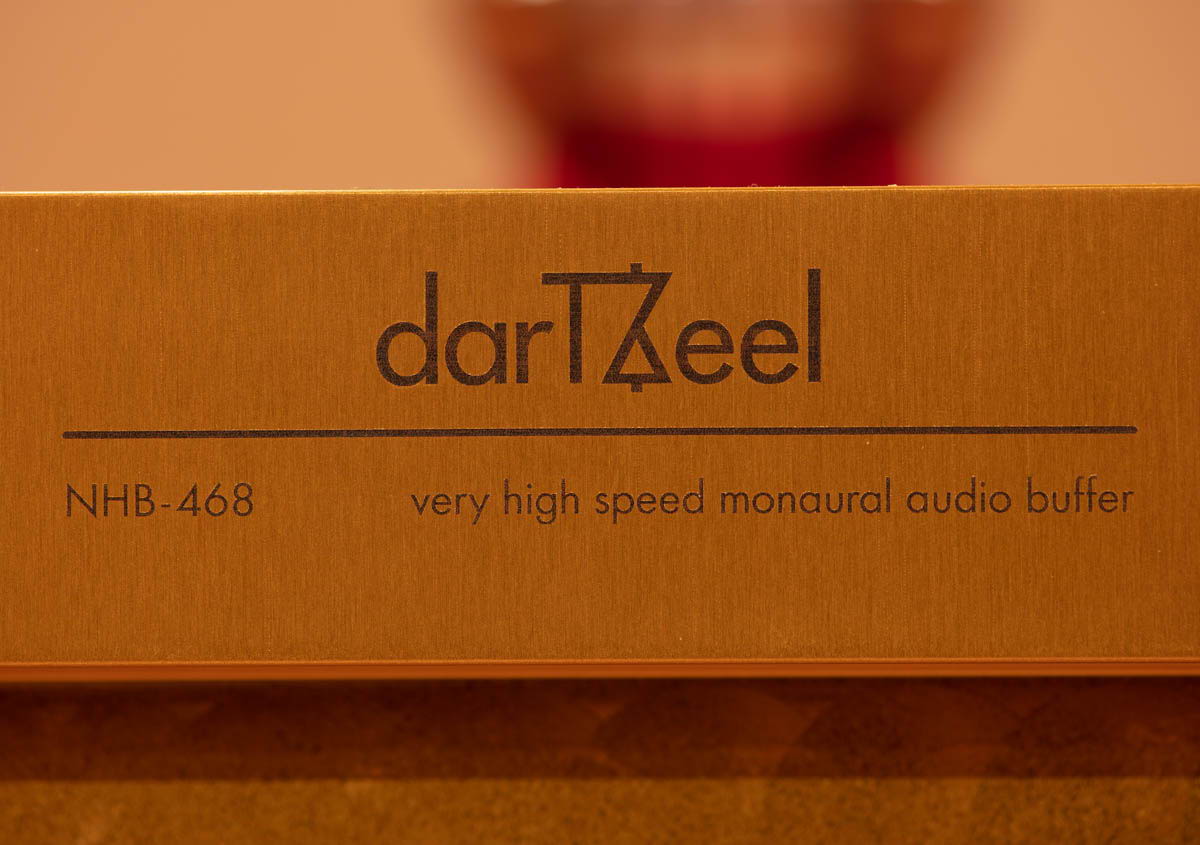 darTZeel
NHB-468 very high speed monaural audio buffer